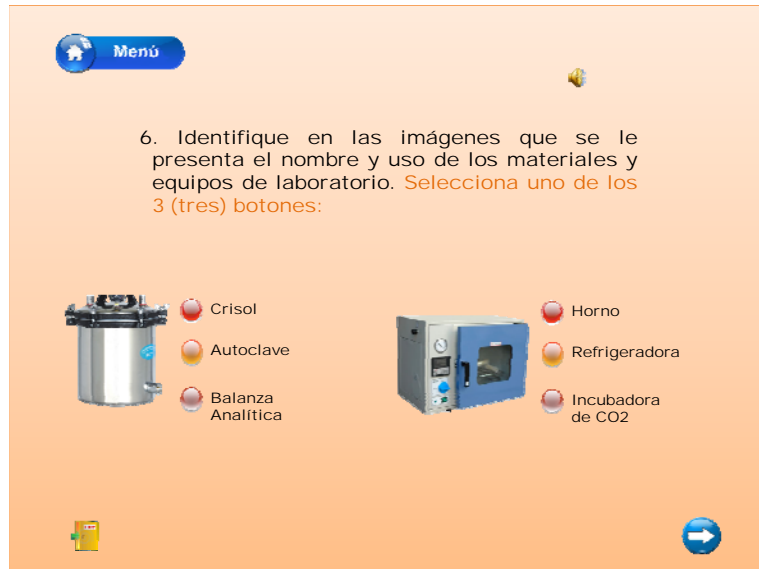 Menú
6. Identifique en las imágenes que se le
presenta el nombre y uso de los materiales y
equipos de laboratorio. Selecciona uno de los
3 (tres) botones:
Crisol
Autoclave
Balanza
Analítica
Horno
Refrigeradora
Incubadora
de CO2